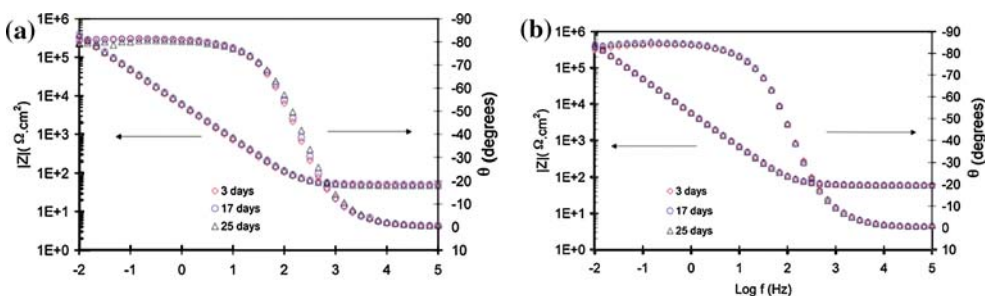 (a)
1E+6
1E+5
1E+4
1E+3
1E+2
1E+1
1E+0
|Z|( Ω.cm²)
-90
-80
-70
-60
-50
-40
-30
-20
-10
0
10
θ (degrees)
3 days
17 days
25 days
-2 -1 0 1 2 3 4 5
(b)
1E+6
1E+5
1E+4
1E+3
1E+2
1E+1
1E+0
|Z|( Ω.cm²)
-90
-80
-70
-60
-50
-40
-30
-20
-10
0
10
θ (degrees)
3 days
17 days
25 days
-2 -1 0 1 2 3 4 5
Log f (Hz)